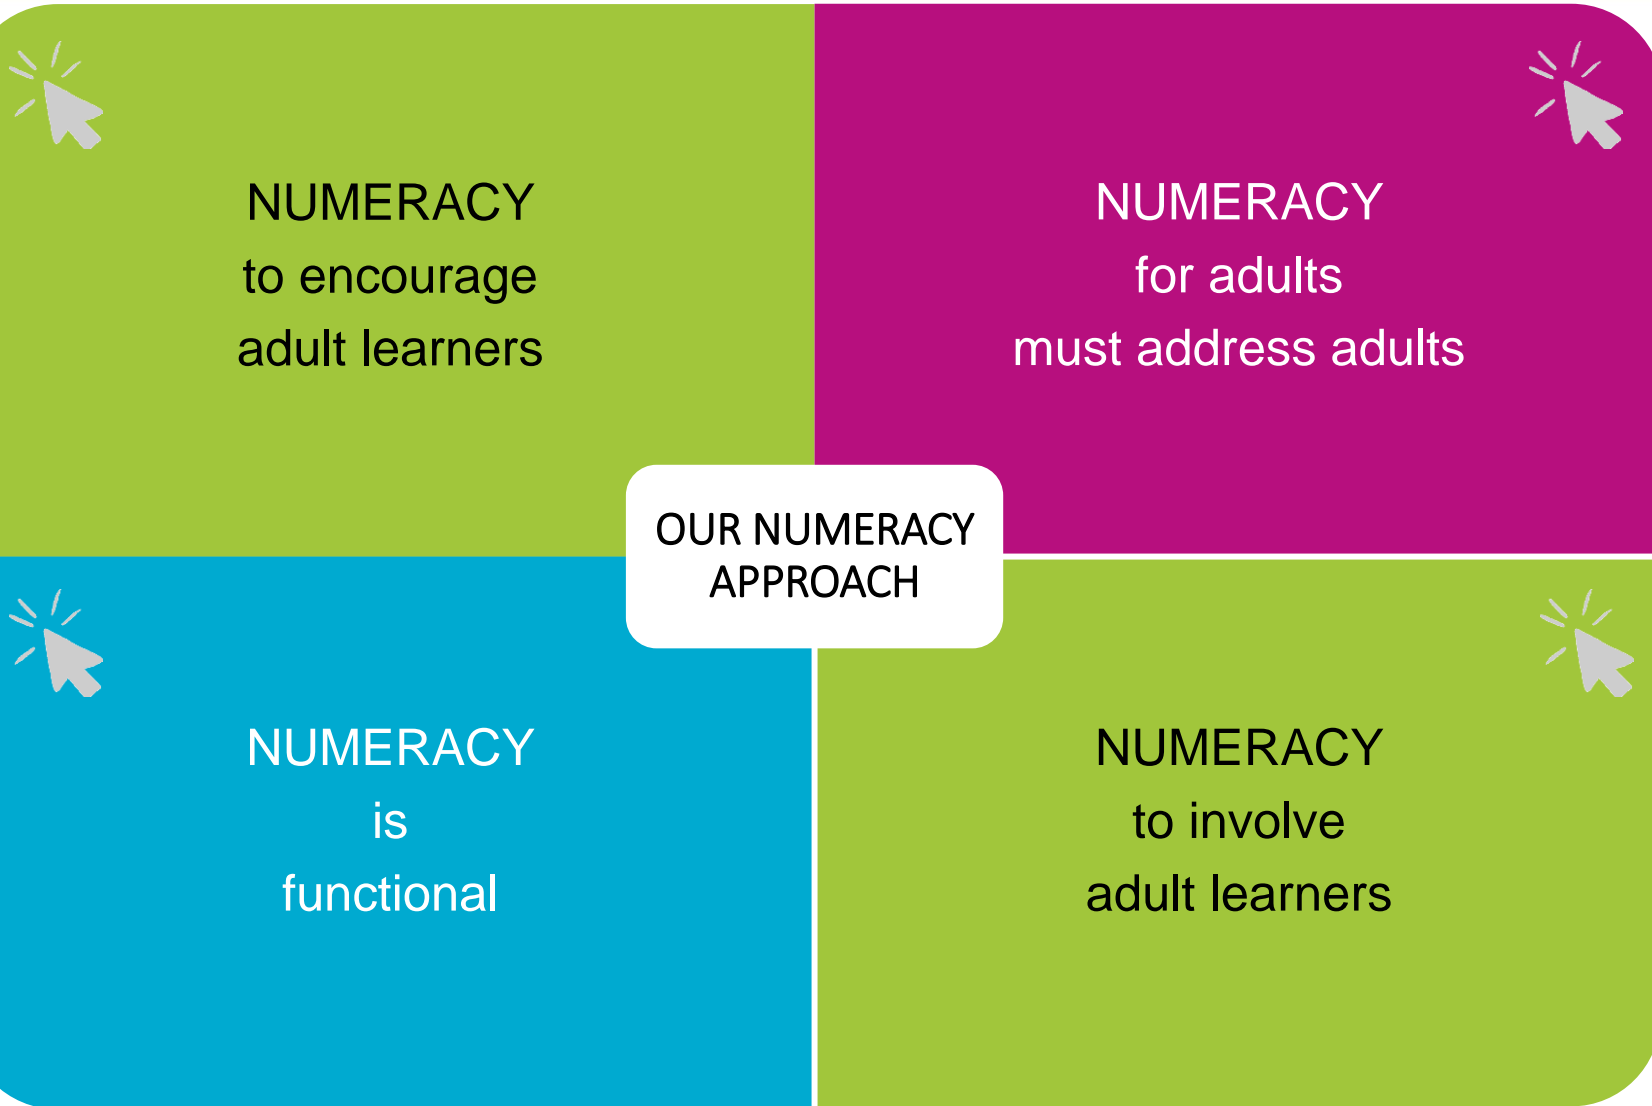 NUMERACY
to encourage
adult learners
NUMERACY
for adults
must address adults
OUR NUMERACY
APPROACH
NUMERACY
is
functional
NUMERACY
to involve
adult learners